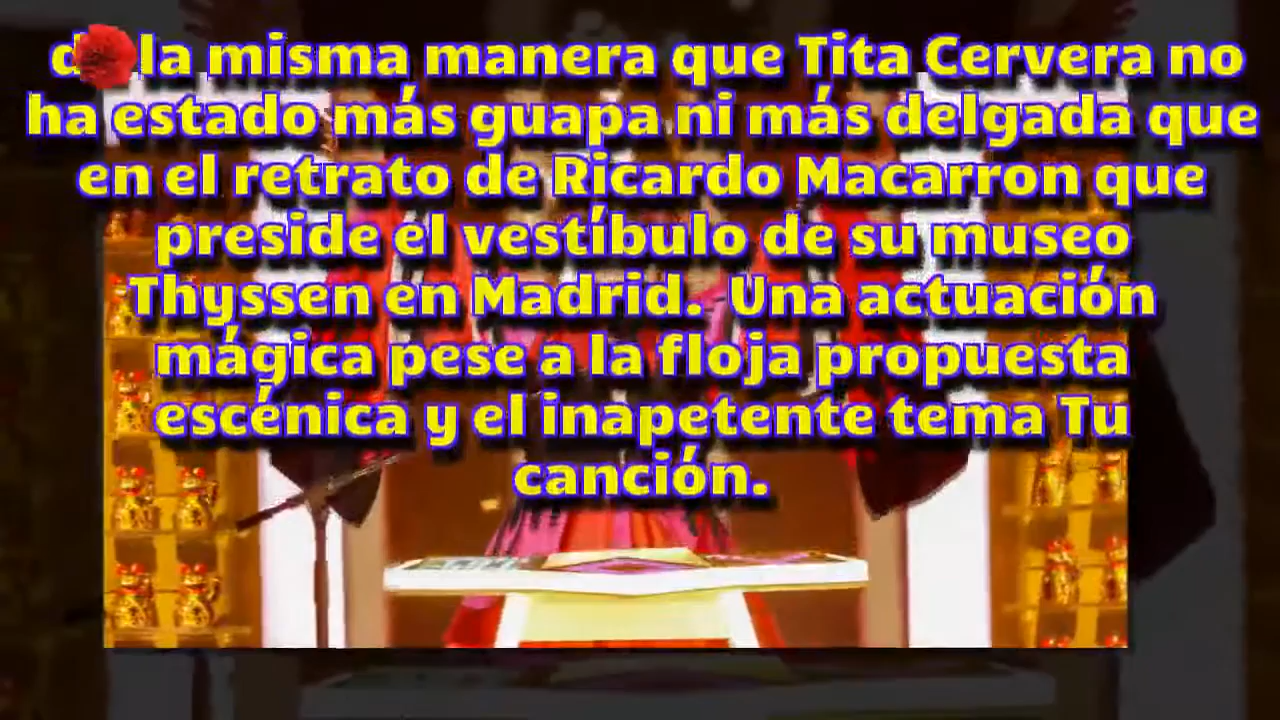 de la misma manera que Tita Cervera no
ha estado más guapa ni más delgada que
en el retrato de Ricardo Macarron que
preside el vestíbulo de su museo
Thyssen en Madrid. Una actuación
mágica pese a la floja propuesta
escénica y el inapetente tema Tu
canción.